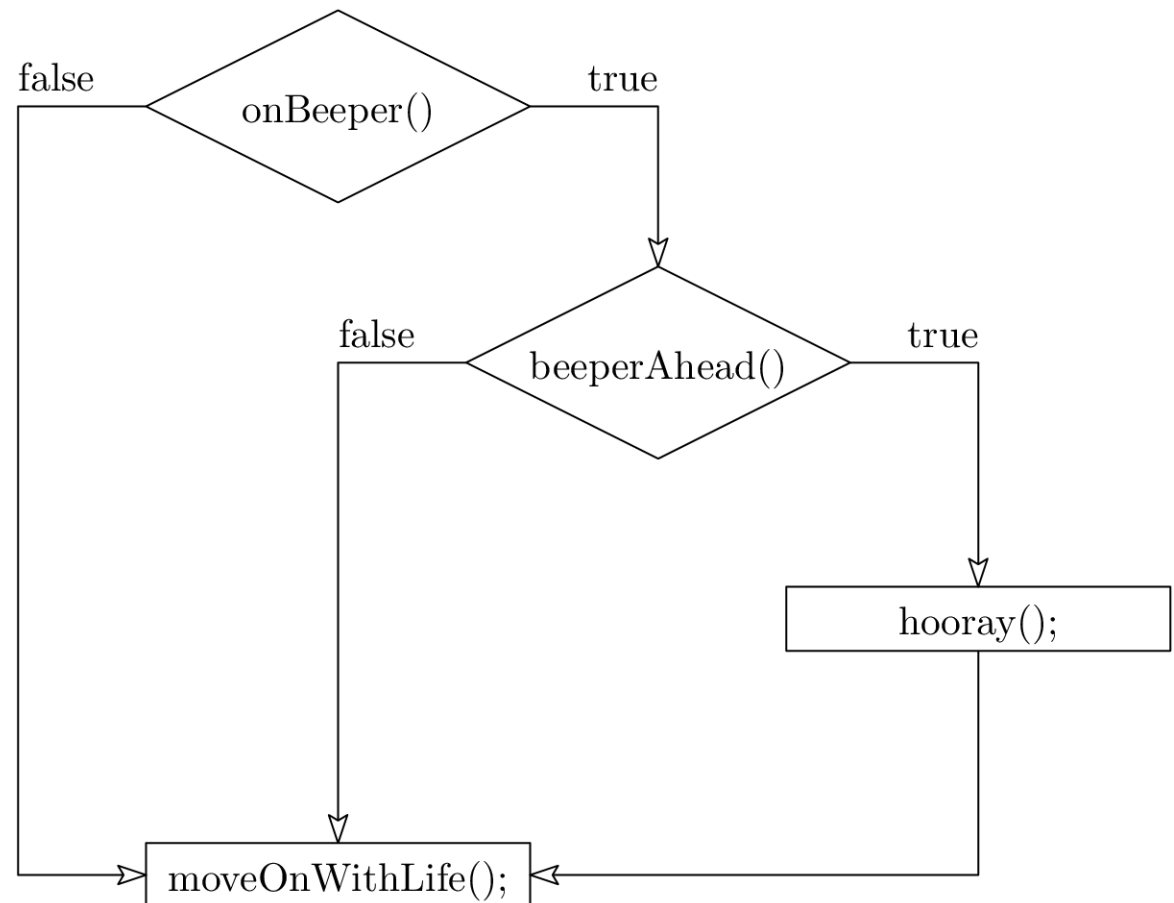 false
true
onBeeper()
false
true
beeperAhead()
hooray();
moveOnWithLife();